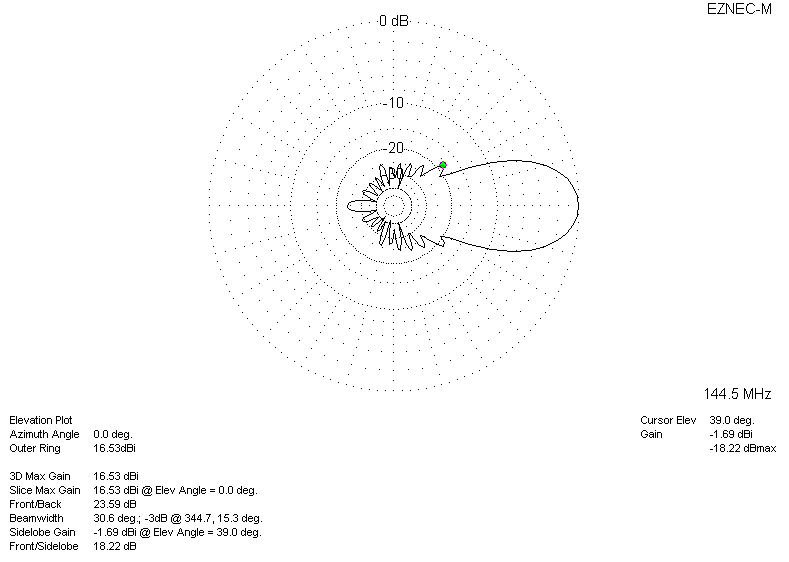 EZNEC-M
0 dB
-10
-20
-30
144.5 MHz
Elevation Plot
Azimuth Angle 0.0 deg.
Outer Ring 16.53dBi
Cursor Elev 39.0 deg.
Gain -1.69 dBi
-18.22 dBmax
3D Max Gain 16.53 dBi
Slice Max Gain 16.53 dBi @ Elev Angle = 0.0 deg.
Front/Back 23.59 dB
Beamwidth 30.6 deg.; -3dB @ 344.7, 15.3 deg.
Sidelobe Gain -1.69 dBi @ Elev Angle = 39.0 deg.
Front/Sidelobe 18.22 dB